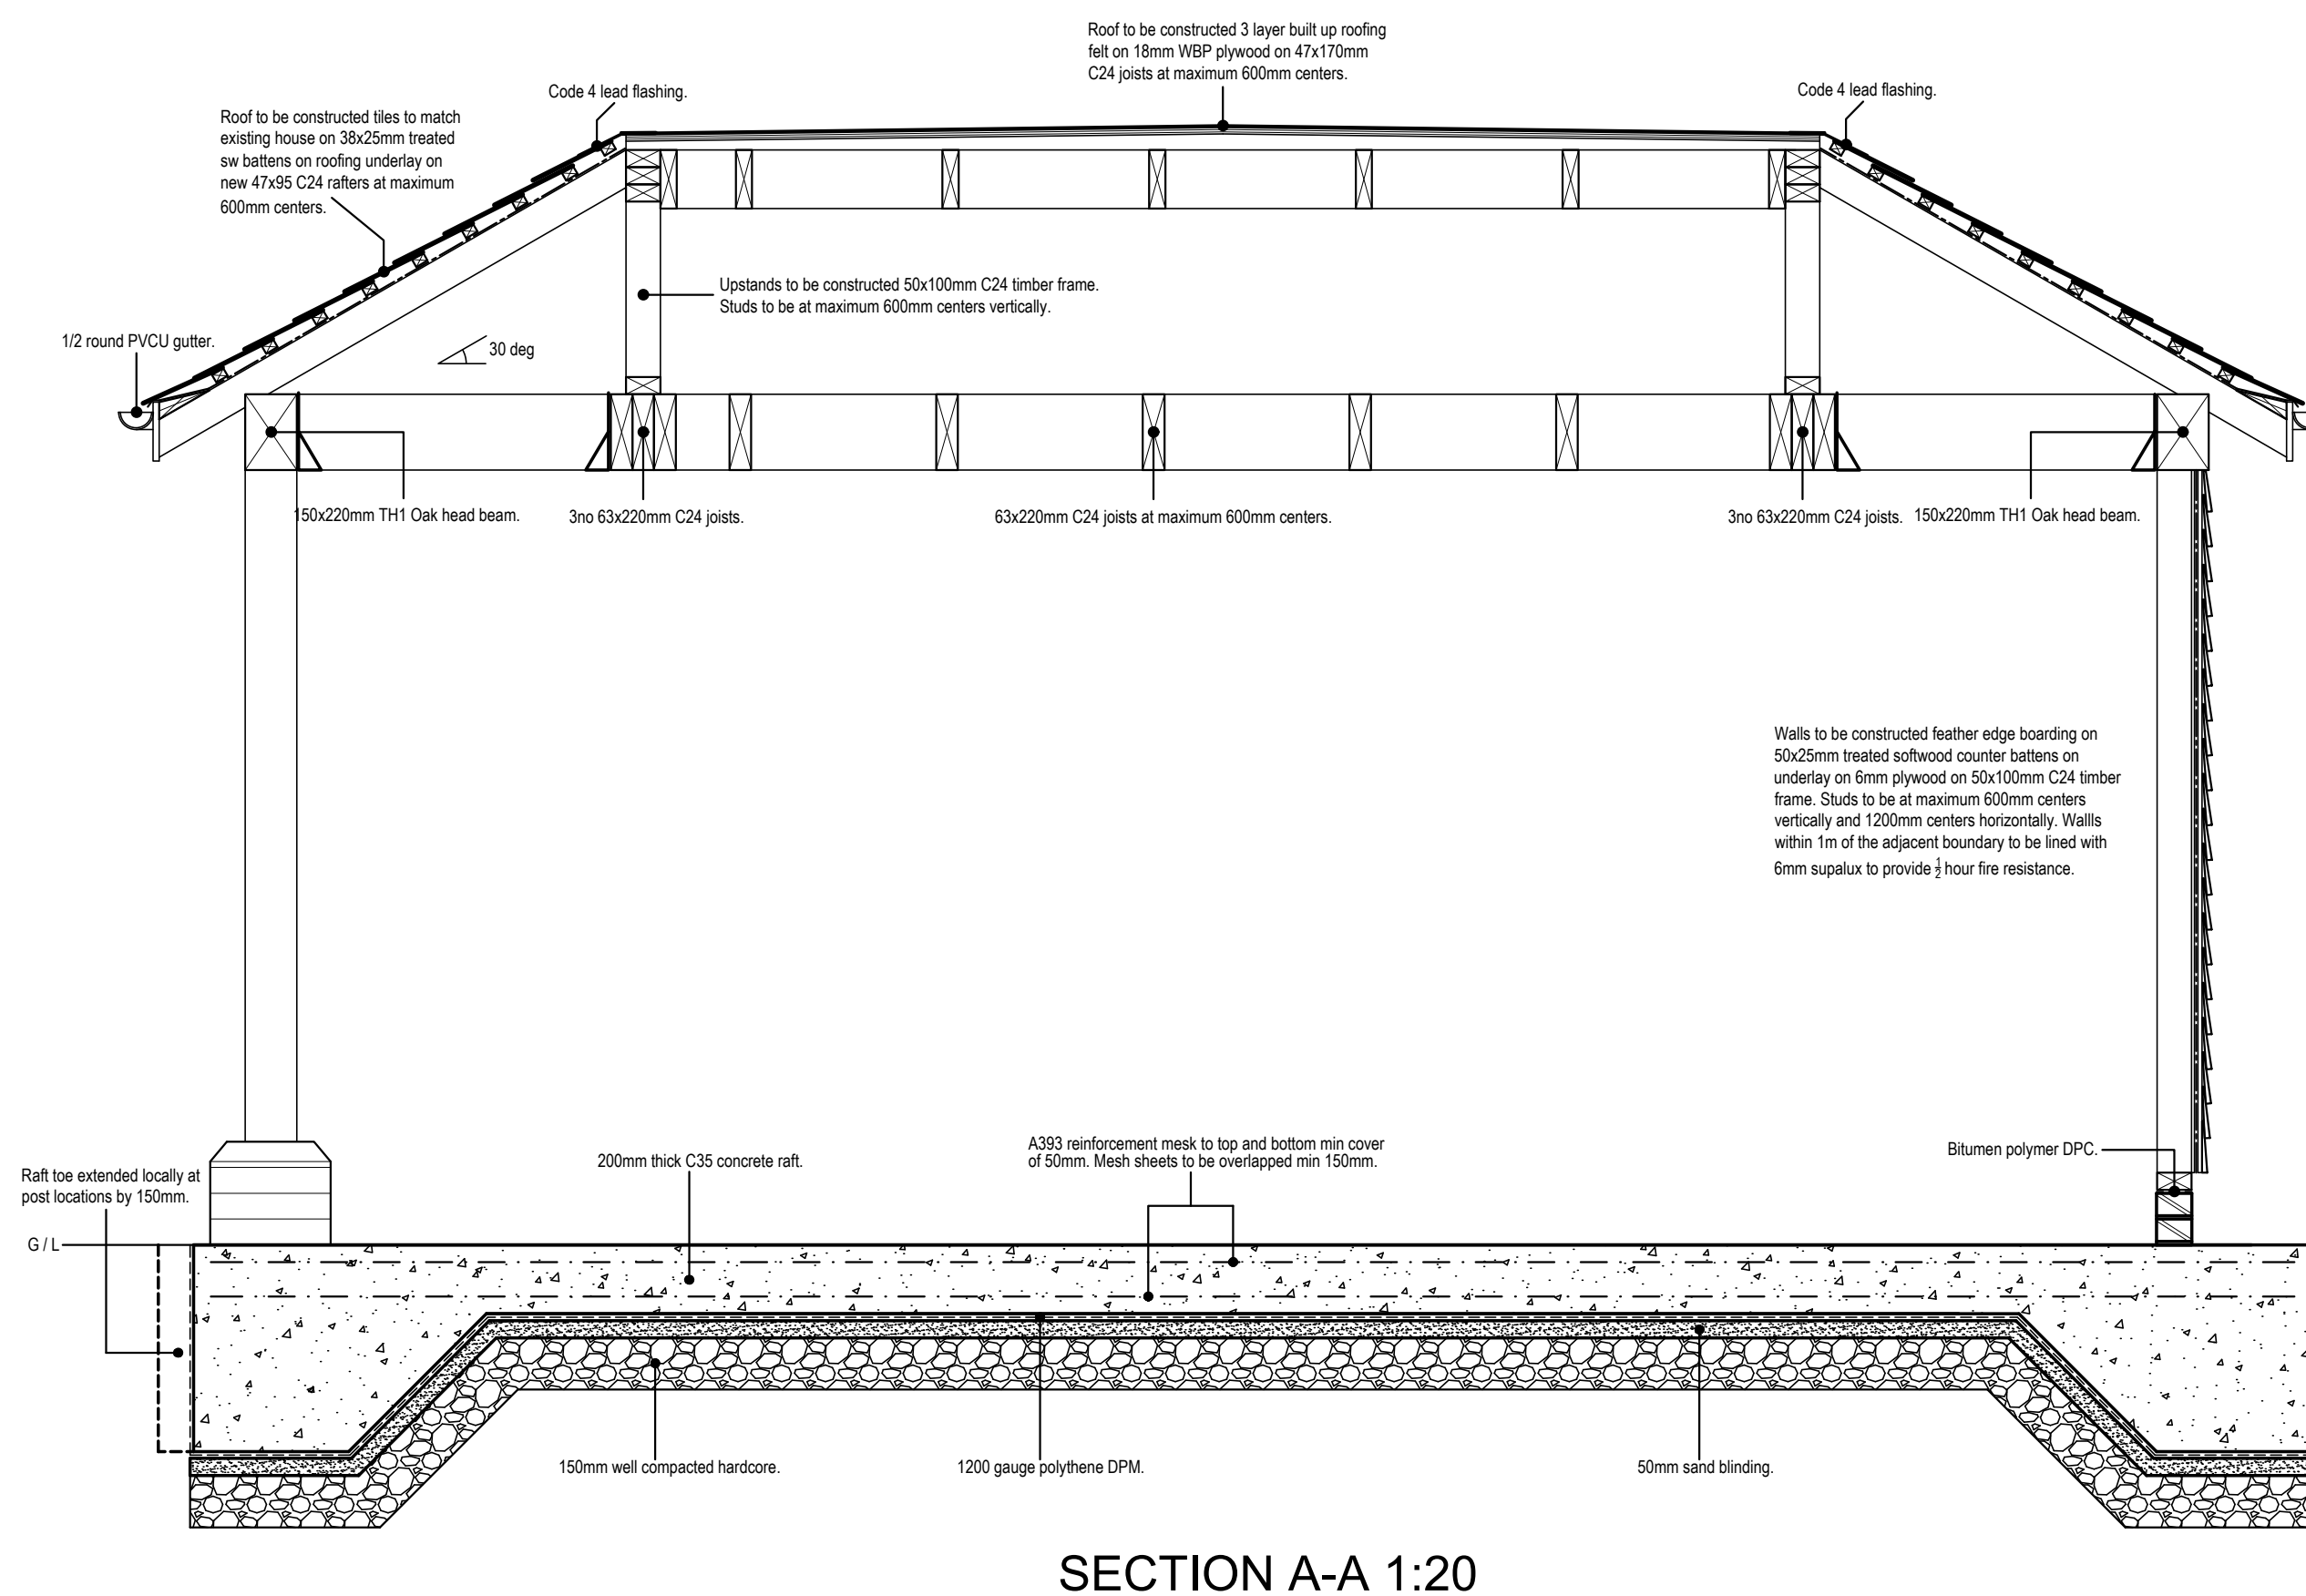 Roof to be constructed 3 layer built up roofing
felt on 18mm WBP plywood on 47x170mm
C24 joists at maximum 600mm centers.
Code 4 lead flashing.
Code 4 lead flashing.
Roof to be constructed tiles to match
existing house on 38x25mm treated
sw battens on roofing underlay on
new 47x95 C24 rafters at maximum
600mm centers.
Upstands to be constructed 50x100mm C24 timber frame.
Studs to be at maximum 600mm centers vertically.
1/2 round PVCU gutter.
30 deg
150x220mm TH1 Oak head beam.
3no 63x220mm C24 joists.
63x220mm C24 joists at maximum 600mm centers.
3no 63x220mm C24 joists.
150x220mm TH1 Oak head beam.
Walls to be constructed feather edge boarding on
50x25mm treated softwood counter battens on
underlay on 6mm plywood on 50x100mm C24 timber
frame. Studs to be at maximum 600mm centers
vertically and 1200mm centers horizontally. Wallls
within 1m of the adjacent boundary to be lined with
6mm supalux to provide ½ hour fire resistance.
Raft toe extended locally at
post locations by 150mm.
200mm thick C35 concrete raft.
A393 reinforcement mesk to top and bottom min cover
of 50mm. Mesh sheets to be overlapped min 150mm.
Bitumen polymer DPC.
G / L
150mm well compacted hardcore.
1200 gauge polythene DPM.
50mm sand blinding.
SECTION A-A 1:20